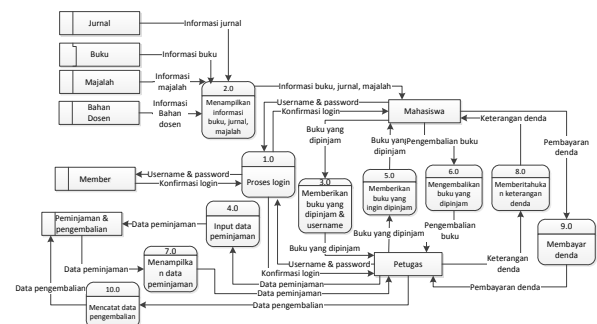 Jurnal
Informasi jurnal
Buku
Informasi buku
Majalah
Informasi
majalah
Bahan
Dosen
Informasi
Bahan
dosen
2.0
Menampilkan
informasi
buku, jurnal,
majalah
Informasi buku, jurnal, majalah
Username & password
Konfirmasi login
Mahasiswa
Keterangan denda
Pembayaran
denda
Buku yang
dipinjam
Buku yang
dipinjam
Pengembalian buku
1.0
Proses login
Member
Username & password
Konfirmasi login
3.0
Memberikan
buku yang
dipinjam &
username
5.0
Memberikan
buku yang
ingin dipinjam
6.0
Mengembalikan
buku yang
dipinjam
8.0
Memberitahuka
n keterangan
denda
9.0
Membayar
denda
4.0
Input data
peminjaman
Peminjaman &
pengembalian
Data peminjaman
Buku yang dipinjam
Pengembalian
buku
Buku yang dipinjam
7.0
Menampilka
n data
peminjaman
Data peminjaman
Username & password
Konfirmasi login
Petugas
Keterangan
denda
Data peminjaman
Data peminjaman
Data pengembalian
Pembayaran denda
Data pengembalian
10.0
Mencatat data
pengembalian